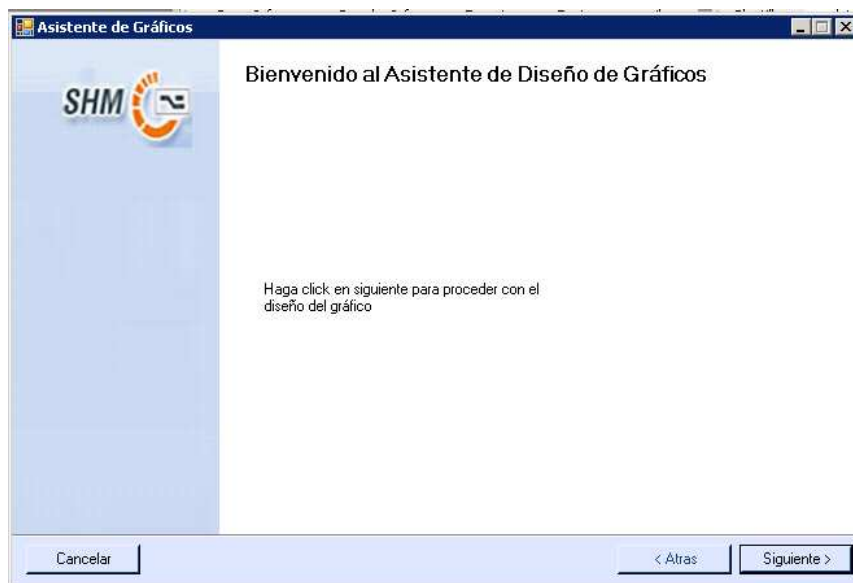 Asistente de Gráficos
SHM
Bienvenido al Asistente de Diseño de Gráficos
Haga click en siguiente para proceder con el
diseño del gráfico
Cancelar
< Atras
Siguiente >